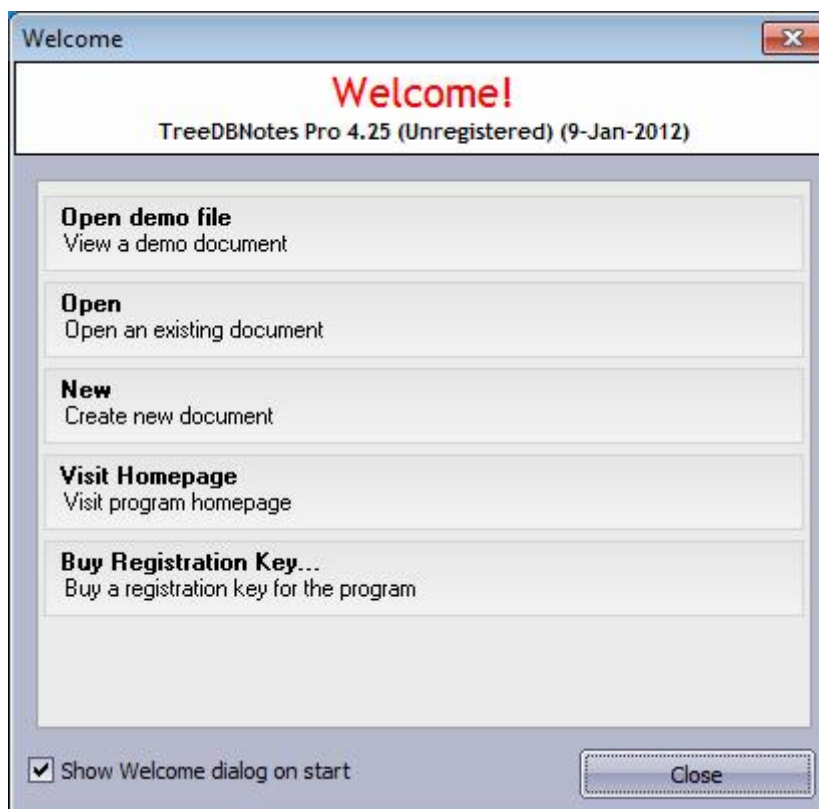 Welcome
Welcome!
TreeDBNotes Pro 4.25 (Unregistered) (9-Jan-2012)
Open demo file
View a demo document
Open
Open an existing document
New
Create new document
Visit Homepage
Visit program homepage
Buy Registration Key...
Buy a registration key for the program
Show Welcome dialog on start
Close